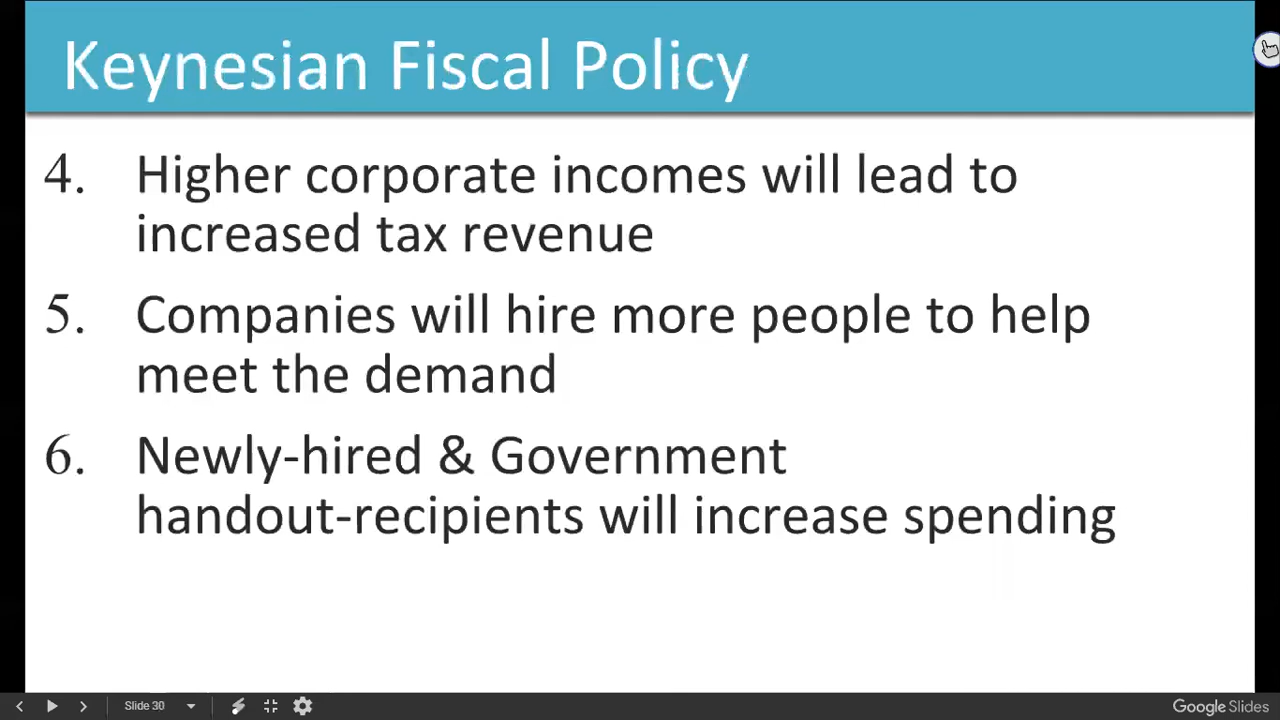 Keynesian Fiscal Policy
4. Higher corporate incomes will lead to
increased tax revenue
5. Companies will hire more people to help
meet the demand
6. Newly-hired & Government
handout-recipients will increase spending
Slide 30
Google Slides